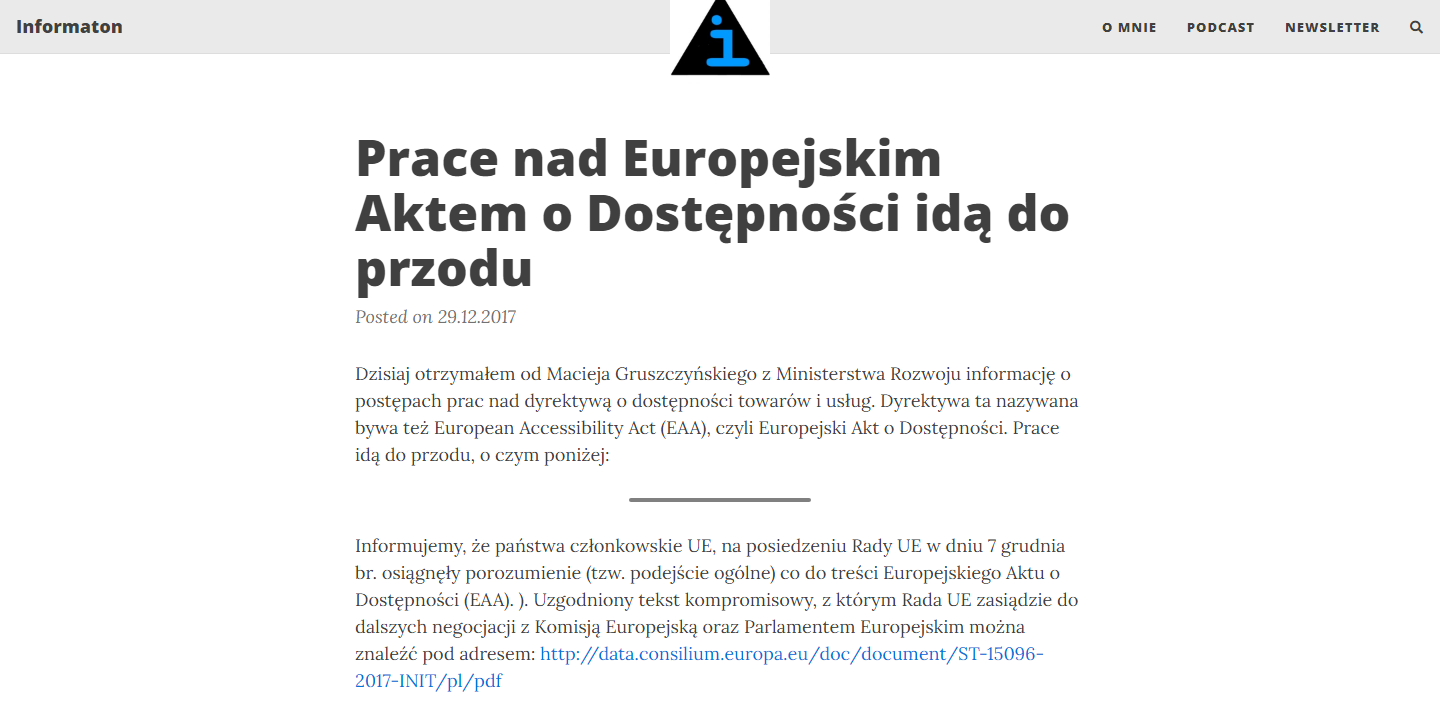 Informaton
i
O MNIE
PODCAST
NEWSLETTER
Prace nad Europejskim
Aktem o Dostępności idą do
przodu
Posted on 29.12.2017
Dzisiaj otrzymałem od Macieja Gruszczyńskiego z Ministerstwa Rozwoju informację o
postępach prac nad dyrektywą o dostępności towarów i usług. Dyrektywa ta nazywana
bywa też European Accessibility Act (EAA), czyli Europejski Akt o Dostępności. Prace
idą do przodu, o czym poniżej:
Informujemy, że państwa członkowskie UE, na posiedzeniu Rady UE w dniu 7 grudnia
br. osiągnęły porozumienie (tzw. podejście ogólne) co do treści Europejskiego Aktu o
Dostępności (EAA). ). Uzgodniony tekst kompromisowy, z którym Rada UE zasiądzie do
dalszych negocjacji z Komisją Europejską oraz Parlamentem Europejskim można
znaleźć pod adresem: http://data.consilium.europa.eu/doc/document/ST-15096-
2017-INIT/pl/pdf